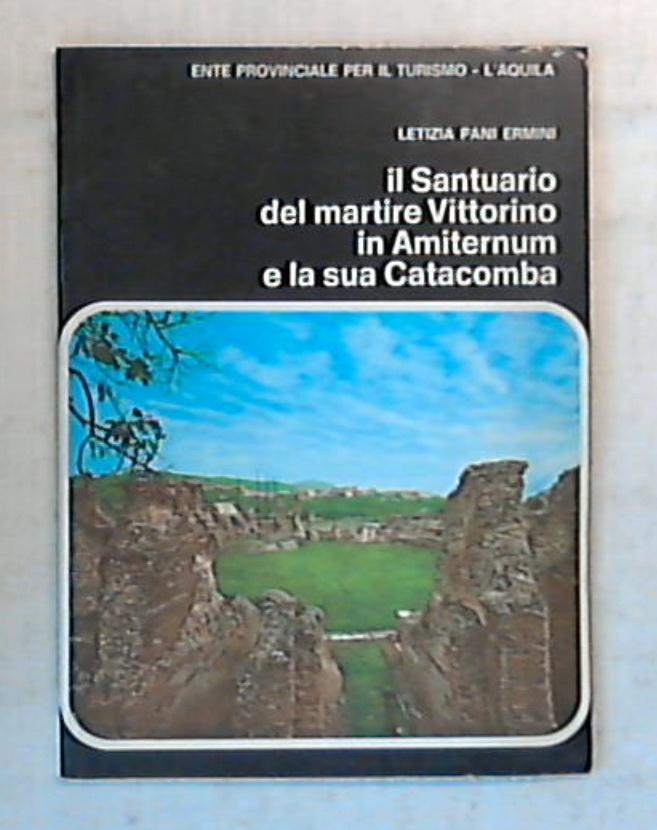 ENTE PROVINCIALE PER IL TURISMO - L'AQUILA
LETIZIA PANI ERMINI
il Santuario
del martire Vittorino
in Amiternum
e la sua Catacomba